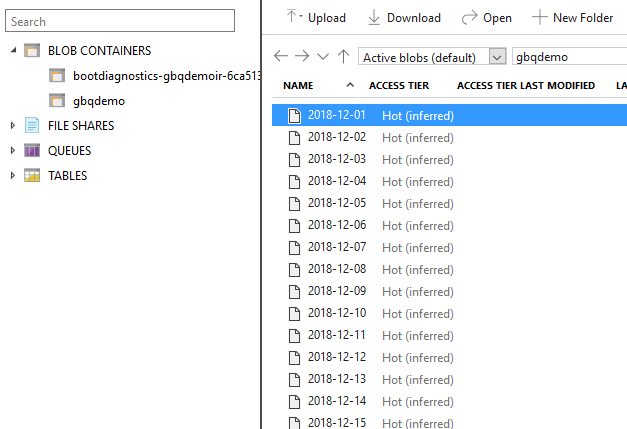 Search
BLOB CONTAINERS
bootdiagnostics-gbqdemoir-6ca513
gbqdemo
FILE SHARES
QUEUES
TABLES
Upload Download Open New Folder
Active blobs (default) gbqdemo
NAME ACCESS TIER ACCESS TIER LAST MODIFIED LA
2018-12-01 Hot (inferred)
2018-12-02 Hot (inferred)
2018-12-03 Hot (inferred)
2018-12-04 Hot (inferred)
2018-12-05 Hot (inferred)
2018-12-06 Hot (inferred)
2018-12-07 Hot (inferred)
2018-12-08 Hot (inferred)
2018-12-09 Hot (inferred)
2018-12-10 Hot (inferred)
2018-12-11 Hot (inferred)
2018-12-12 Hot (inferred)
2018-12-13 Hot (inferred)
2018-12-14 Hot (inferred)
2018-12-15 Hot (inferred)